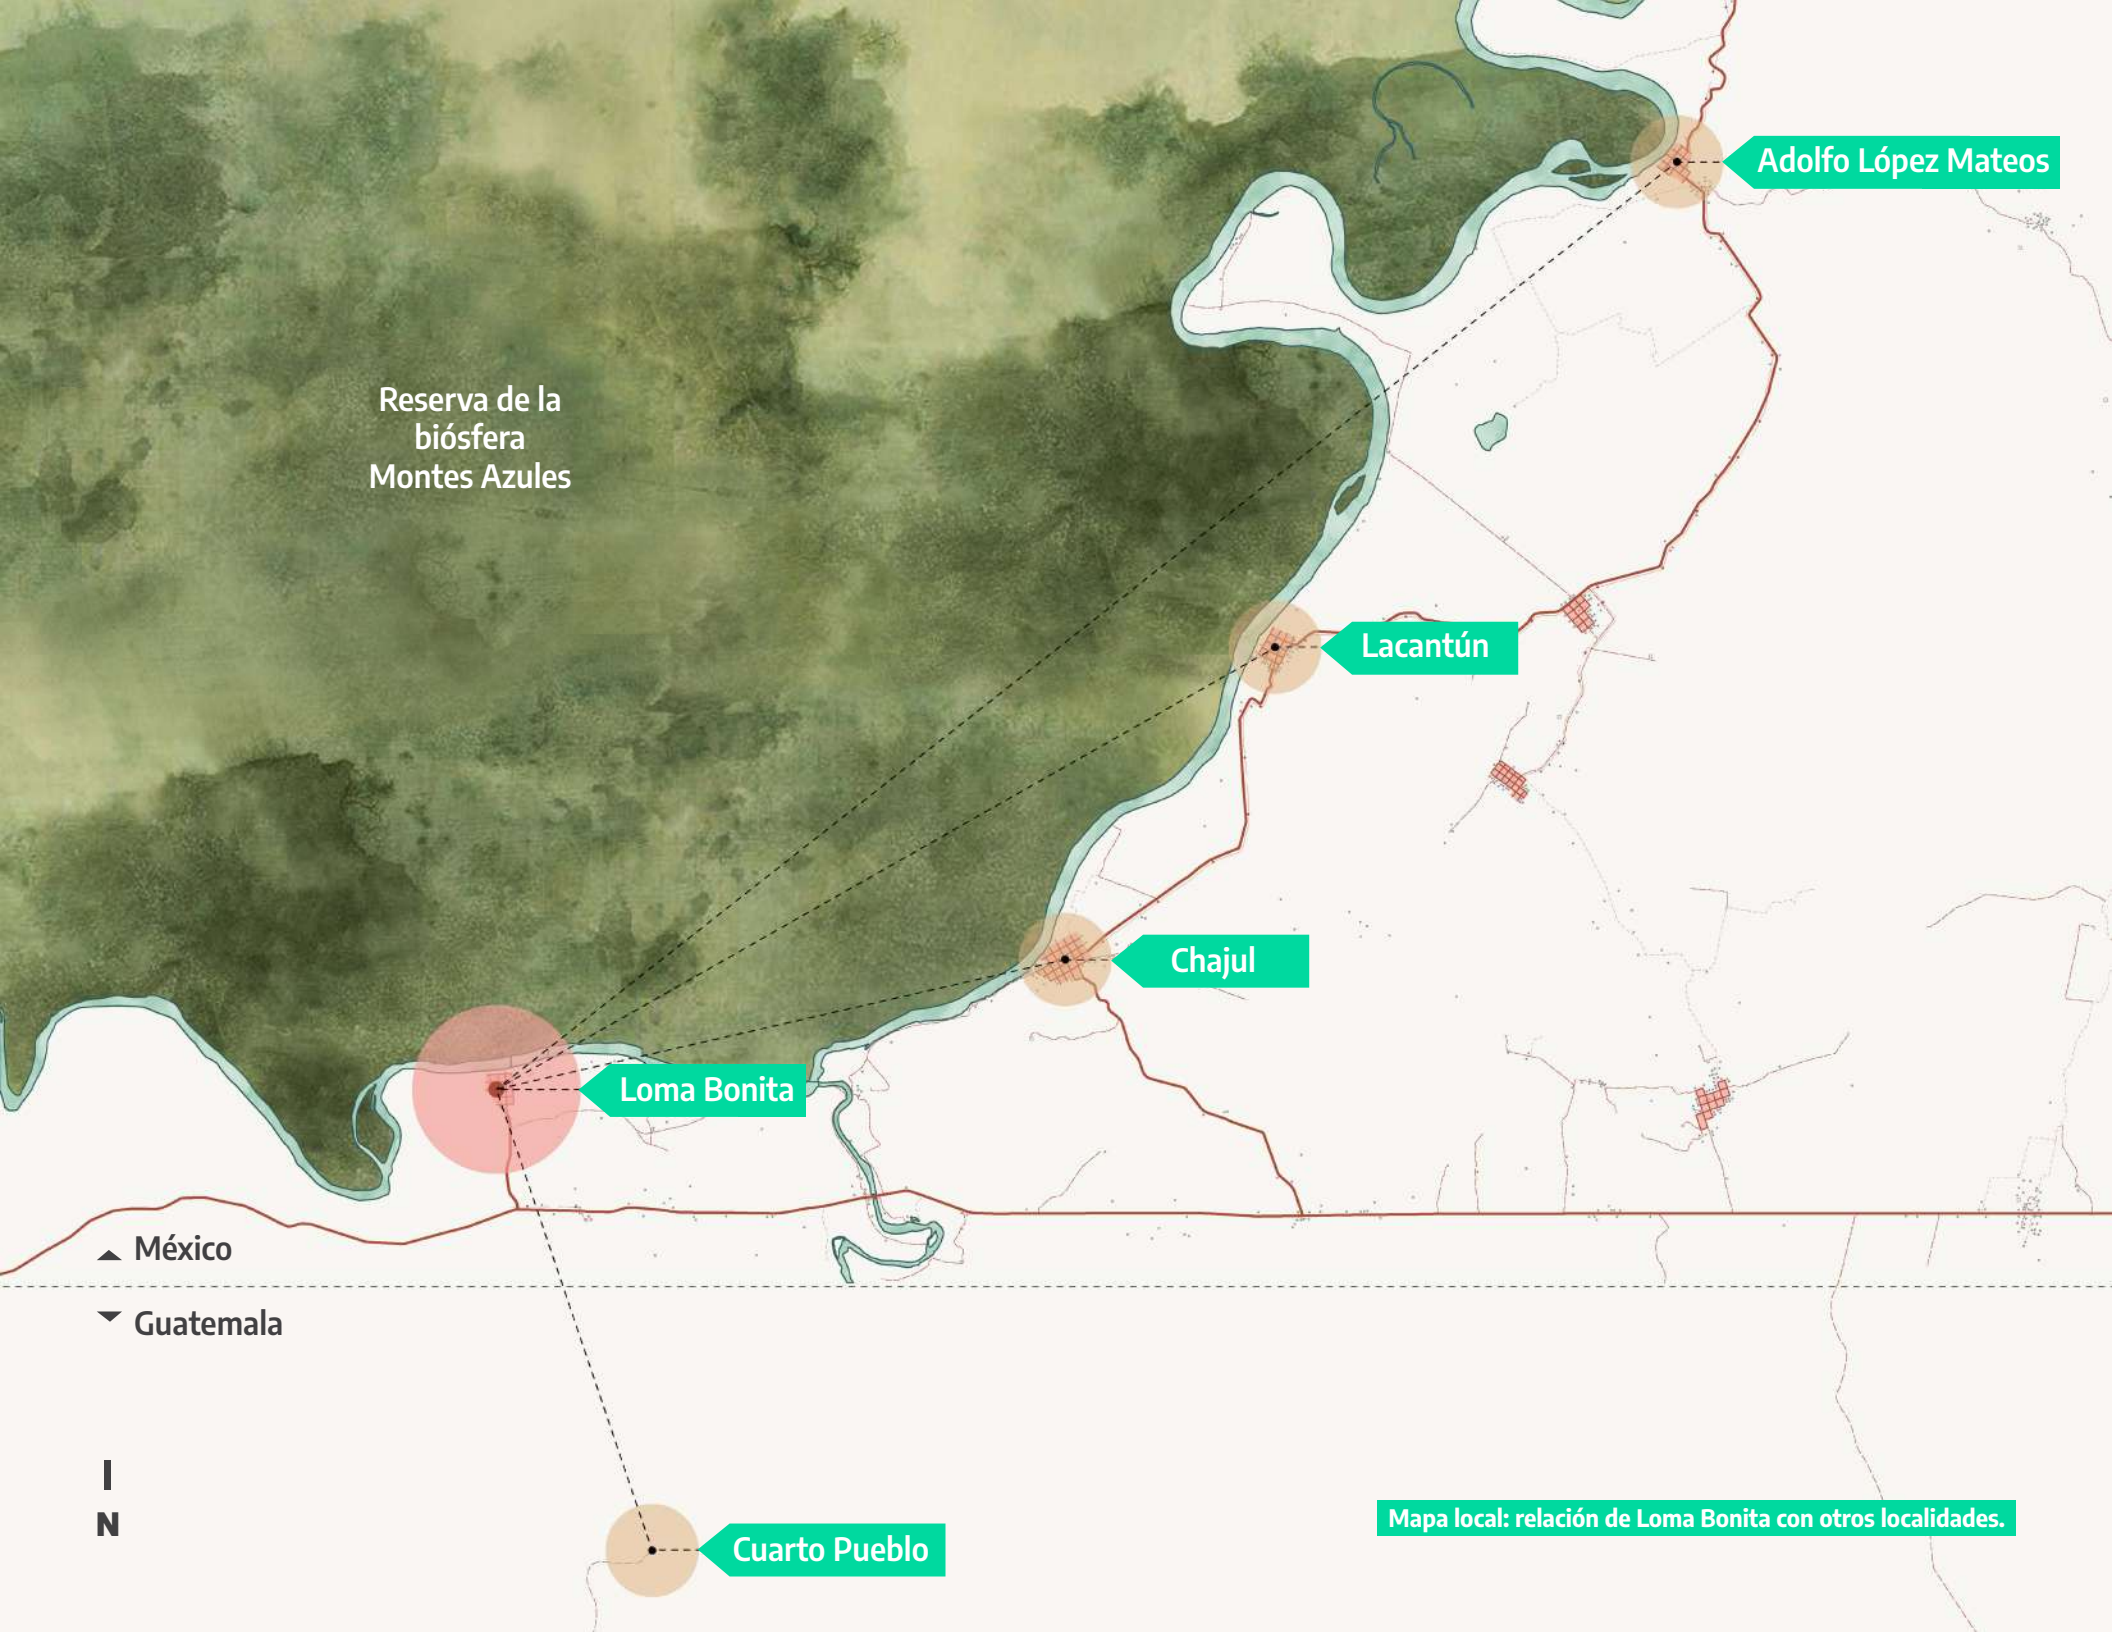 Adolfo López Mateos
Reserva de la
biósfera
Montes Azules
Lacantún
Chajul
Loma Bonita
México
Guatemala
N
Mapa local: relación de Loma Bonita con otros localidades.
Cuarto Pueblo